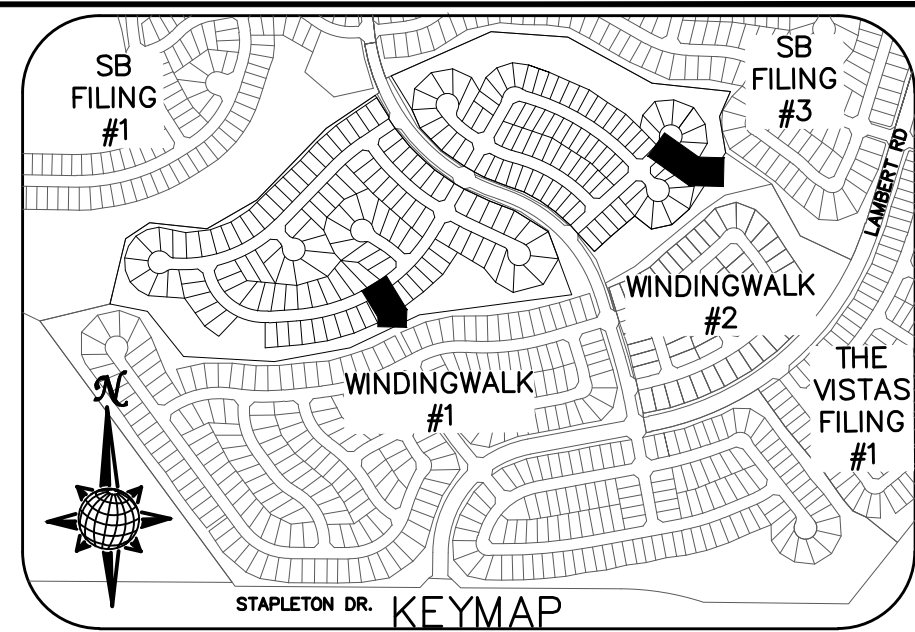 SB
FILING
#1
SB
FILING
#3
LAMBERT RD
WINDINGWALK
#2
THE
VISTAS
FILING
#1
WINDINGWALK
#1
N
STAPLETON DR.
KEYMAP